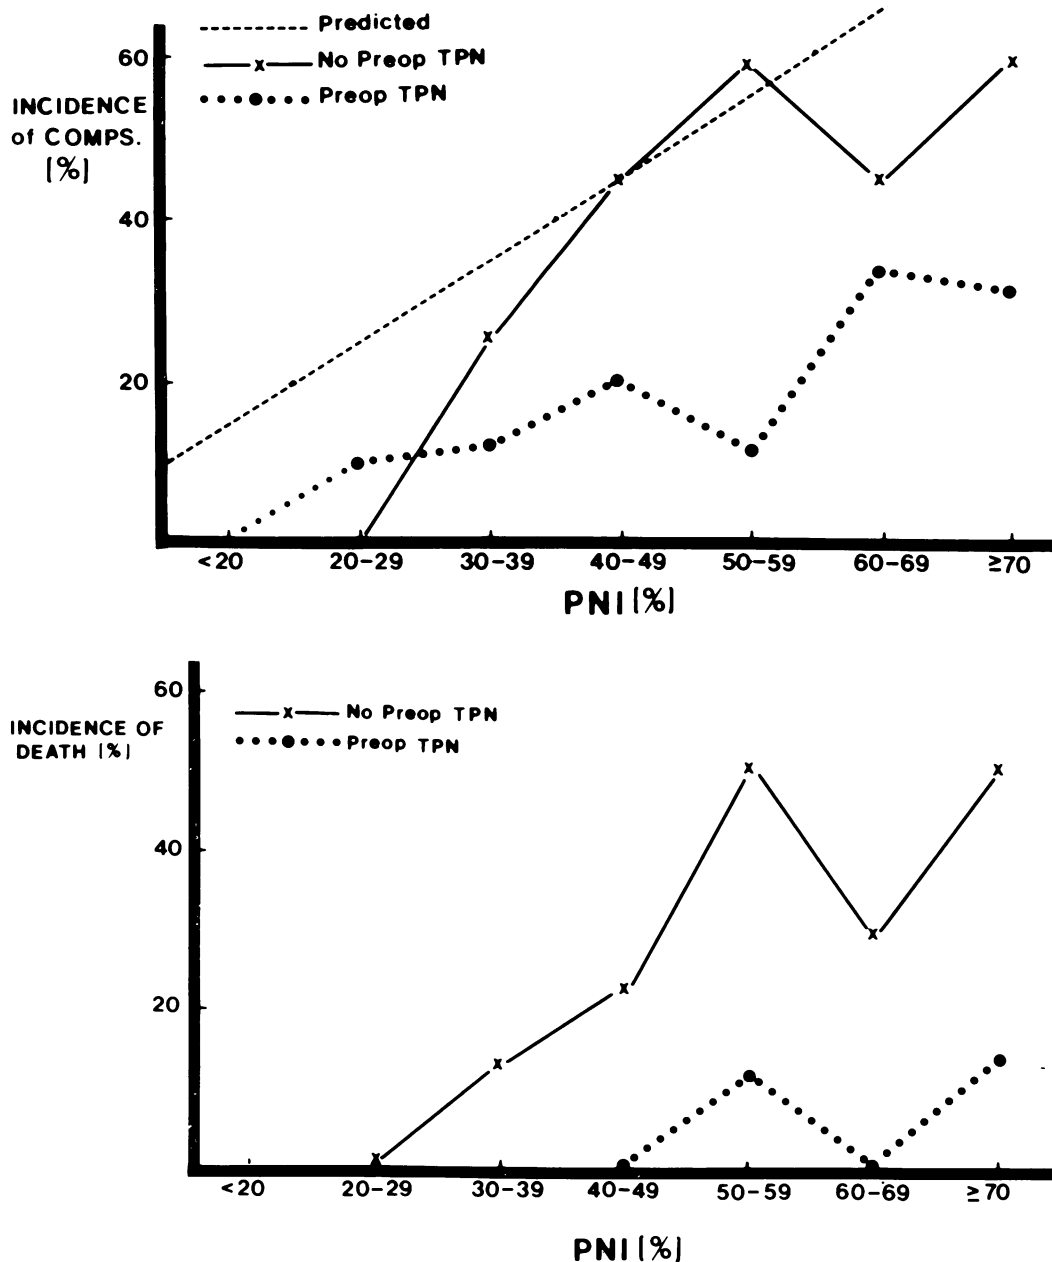 Predicted
No Preop TPN
Preop TPN
INCIDENCE
of COMPS.
[%]
60
40
20
<20 20-29 30-39 40-49 50-59 60-69 ≥70
PNI [%]
No Preop TPN
Preop TPN
INCIDENCE OF
DEATH [%]
60
40
20
<20 20-29 30-39 40-49 50-59 60-69 ≥70
PNI [%]